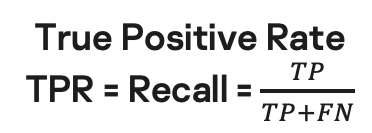 True Positive Rate
TPR = Recall = TP / TP+FN